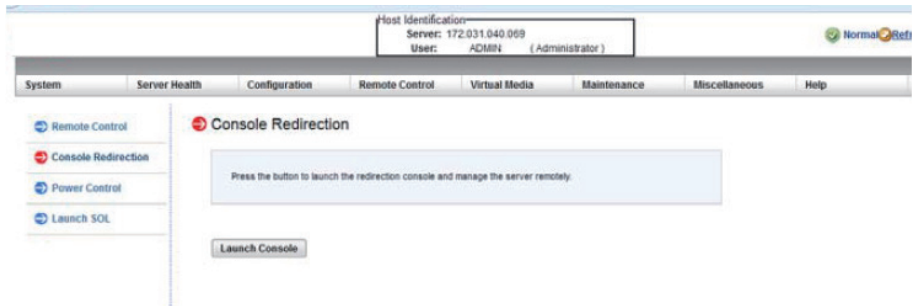 Host Identification
Server: 172.031.040.069
User: ADMIN ( Administrator )
Normal Refr
System Server Health Configuration Remote Control Virtual Media Maintenance Miscellaneous Help
Remote Control
Console Redirection
Power Control
Launch SOL
Console Redirection
Press the button to launch the redirection console and manage the server remotely.
Launch Console